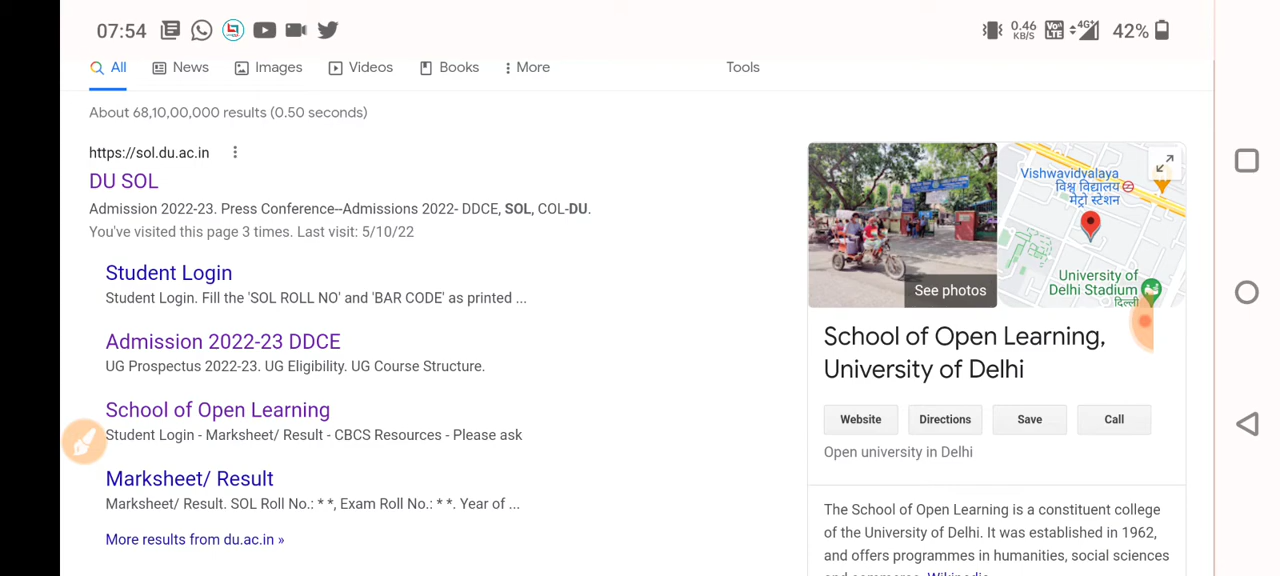 07:54
0.46
KB/S
Vo))
LTE
4G+
42%
All
News
Images
Videos
Books
More
Tools
About 68,10,00,000 results (0.50 seconds)
https://sol.du.ac.in
DU SOL
Admission 2022-23. Press Conference--Admissions 2022- DDCE, SOL, COL-DU.
You've visited this page 3 times. Last visit: 5/10/22
Student Login
Student Login. Fill the 'SOL ROLL NO' and 'BAR CODE' as printed ...
Admission 2022-23 DDCE
UG Prospectus 2022-23. UG Eligibility. UG Course Structure.
School of Open Learning
Student Login - Marksheet/ Result - CBCS Resources - Please ask
Marksheet/ Result
Marksheet/ Result. SOL Roll No.: * *, Exam Roll No.: * *. Year of ...
More results from du.ac.in »
See photos
Vishwavidyalaya
विश्व विद्यालय
मेट्रो स्टेशन
University of
Delhi Stadium
दिल्ली
School of Open Learning,
University of Delhi
Website
Directions
Save
Call
Open university in Delhi
The School of Open Learning is a constituent college
of the University of Delhi. It was established in 1962,
and offers programmes in humanities, social sciences
and commerce. Wikipedia